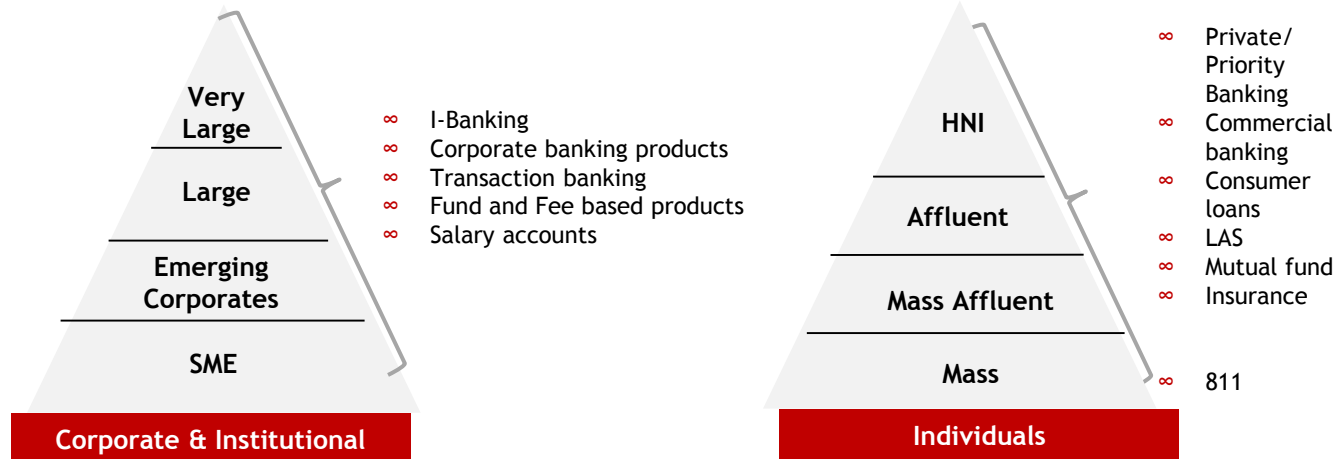 Very
Large
Large
Emerging
Corporates
SME
Corporate & Institutional
∞ I-Banking
∞ Corporate banking products
∞ Transaction banking
∞ Fund and Fee based products
∞ Salary accounts
HNI
Affluent
Mass Affluent
Mass
Individuals
∞ Private/
Priority
Banking
∞ Commercial
banking
∞ Consumer
loans
∞ LAS
∞ Mutual fund
∞ Insurance
∞ 811